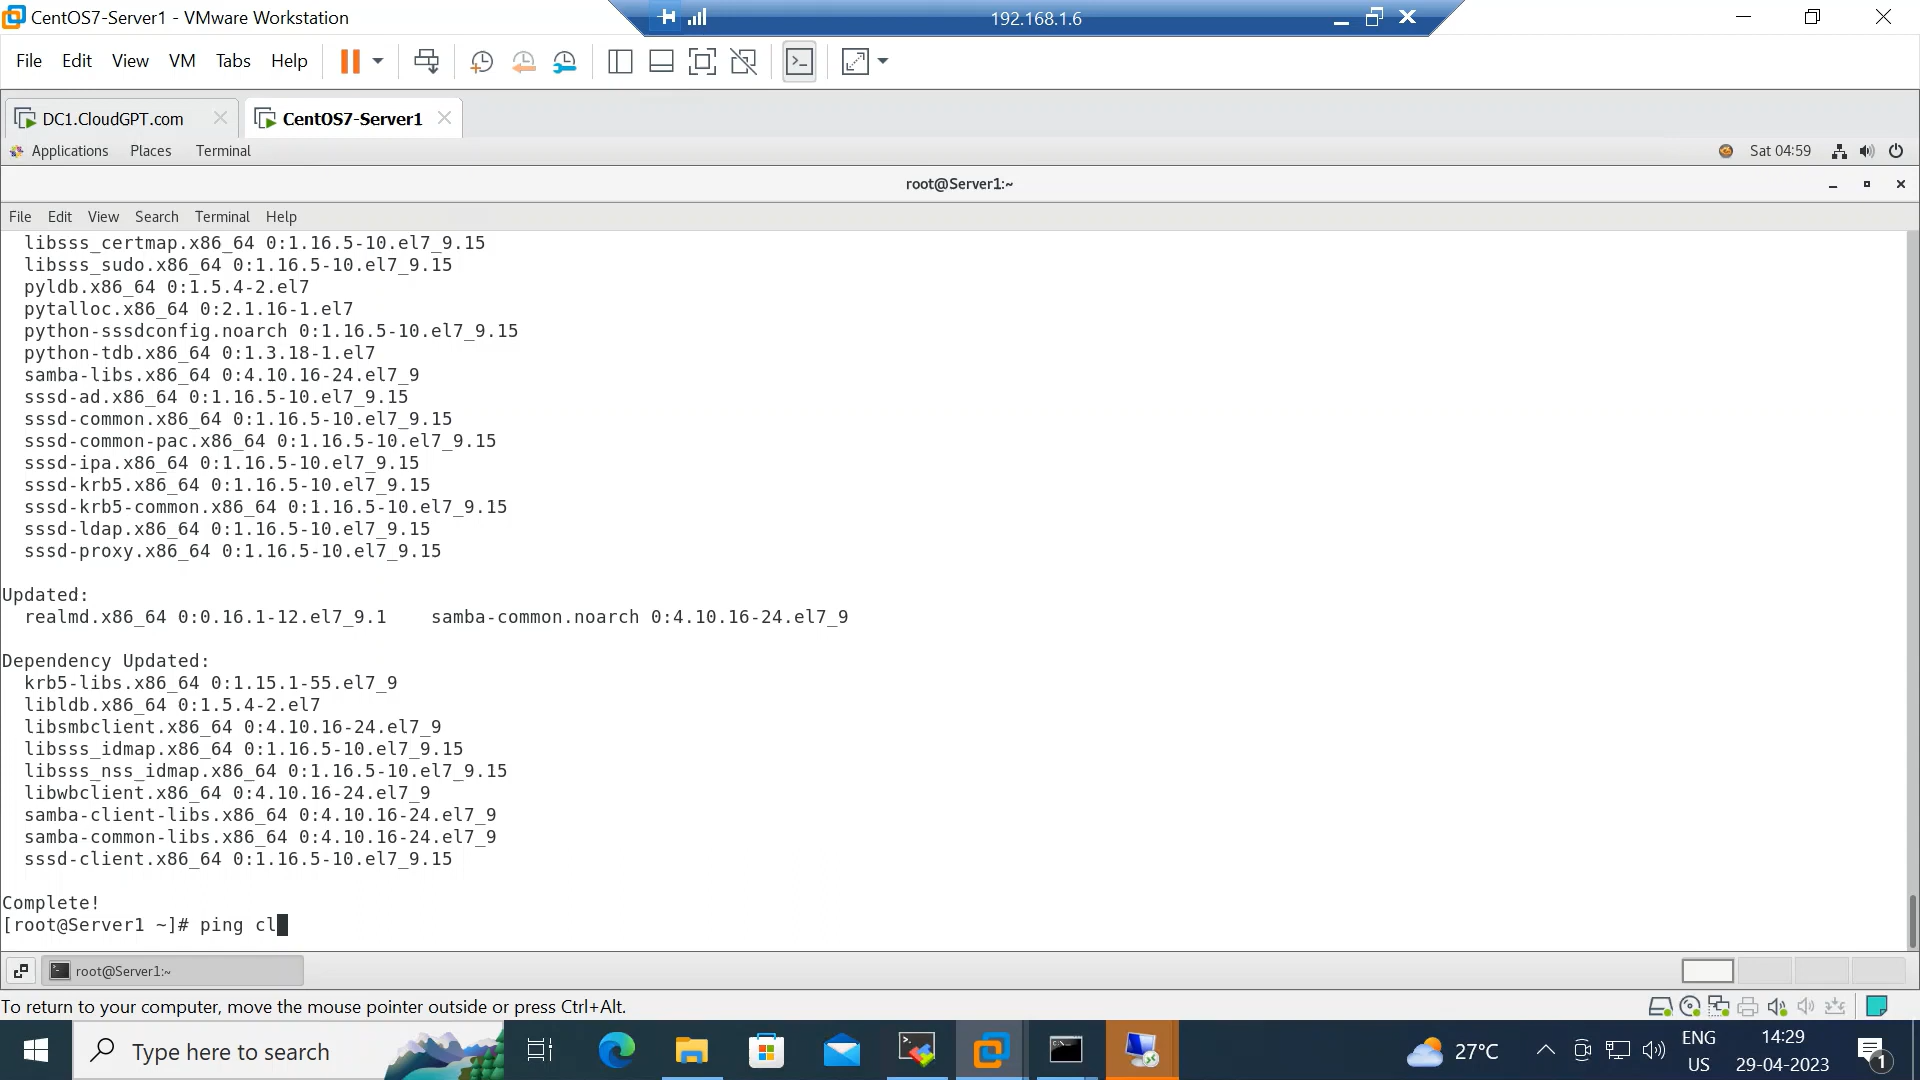 CentOS7-Server1 - VMware Workstation
192.168.1.6
File Edit View VM Tabs Help
DC1.CloudGPT.com
CentOS7-Server1
Applications Places Terminal
Sat 04:59
root@Server1:~
File Edit View Search Terminal Help
libsss_certmap.x86_64 0:1.16.5-10.el7_9.15
libsss_sudo.x86_64 0:1.16.5-10.el7_9.15
pyldb.x86_64 0:1.5.4-2.el7
pytalloc.x86_64 0:2.1.16-1.el7
python-sssdconfig.noarch 0:1.16.5-10.el7_9.15
python-tdb.x86_64 0:1.3.18-1.el7
samba-libs.x86_64 0:4.10.16-24.el7_9
sssd-ad.x86_64 0:1.16.5-10.el7_9.15
sssd-common.x86_64 0:1.16.5-10.el7_9.15
sssd-common-pac.x86_64 0:1.16.5-10.el7_9.15
sssd-ipa.x86_64 0:1.16.5-10.el7_9.15
sssd-krb5.x86_64 0:1.16.5-10.el7_9.15
sssd-krb5-common.x86_64 0:1.16.5-10.el7_9.15
sssd-ldap.x86_64 0:1.16.5-10.el7_9.15
sssd-proxy.x86_64 0:1.16.5-10.el7_9.15
Updated:
realmd.x86_64 0:0.16.1-12.el7_9.1 samba-common.noarch 0:4.10.16-24.el7_9
Dependency Updated:
krb5-libs.x86_64 0:1.15.1-55.el7_9
libldb.x86_64 0:1.5.4-2.el7
libsmbclient.x86_64 0:4.10.16-24.el7_9
libsss_idmap.x86_64 0:1.16.5-10.el7_9.15
libsss_nss_idmap.x86_64 0:1.16.5-10.el7_9.15
libwbclient.x86_64 0:4.10.16-24.el7_9
samba-client-libs.x86_64 0:4.10.16-24.el7_9
samba-common-libs.x86_64 0:4.10.16-24.el7_9
sssd-client.x86_64 0:1.16.5-10.el7_9.15
Complete!
[root@Server1 ~]# ping cl
root@Server1:~
To return to your computer, move the mouse pointer outside or press Ctrl+Alt.
Type here to search
27°C
ENG
US
14:29
29-04-2023
1